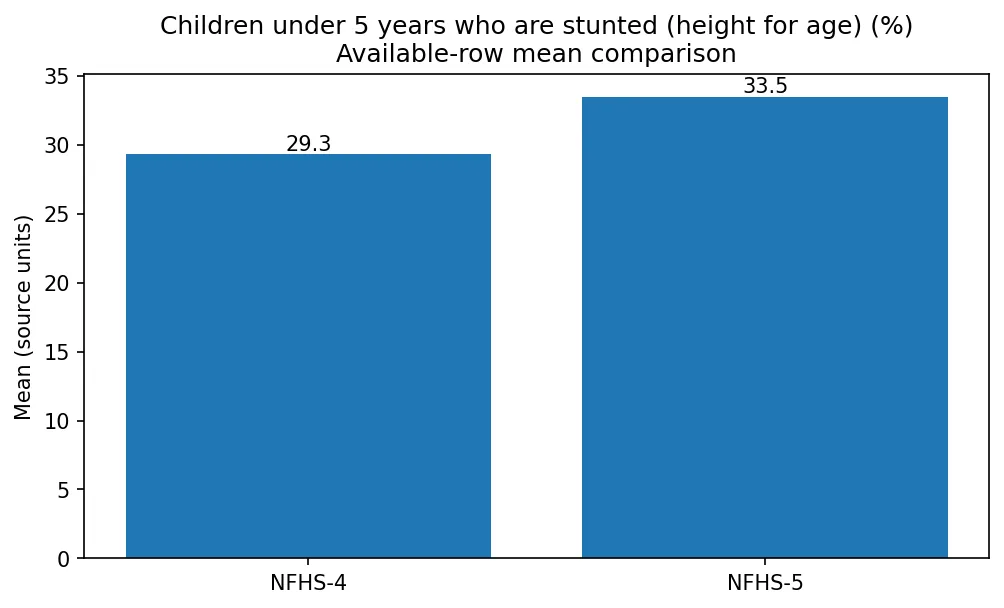 Children under 5 years who are stunted (height for age) (%)
Available-row mean comparison
Mean (source units)
35
30
25
20
15
10
5
0
29.3
33.5
NFHS-4
NFHS-5